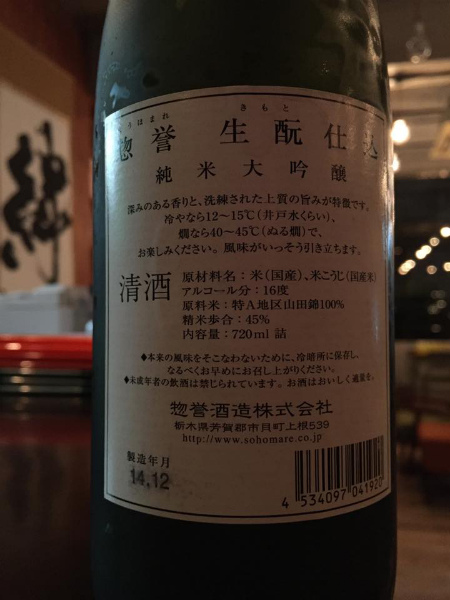 うほまれ きもと
惣誉 生酛仕込
純米大吟醸
深みのある香りと、洗練された上質の旨みが特徴です。
冷やなら12～15℃(井戸水くらい)、
燗なら40～45℃(ぬる燗)で、
お楽しみください。風味がいっそう引き立ちます。
清酒
原材料名：米(国産)、米こうじ(国産米)
アルコール分：16度
原料米：特A地区山田錦100%
精米歩合：45%
内容量：720ml 詰
◆本来の風味をそこなわないために、冷暗所に保存し、
なるべくお早めにお召し上がりください。
◆未成年者の飲酒は禁じられています。お酒はおいしく適量を。
惣誉酒造株式会社
栃木県芳賀郡市貝町上根539
http://www.sohomare.co.jp
製造年月
14.12
4 534097 041920